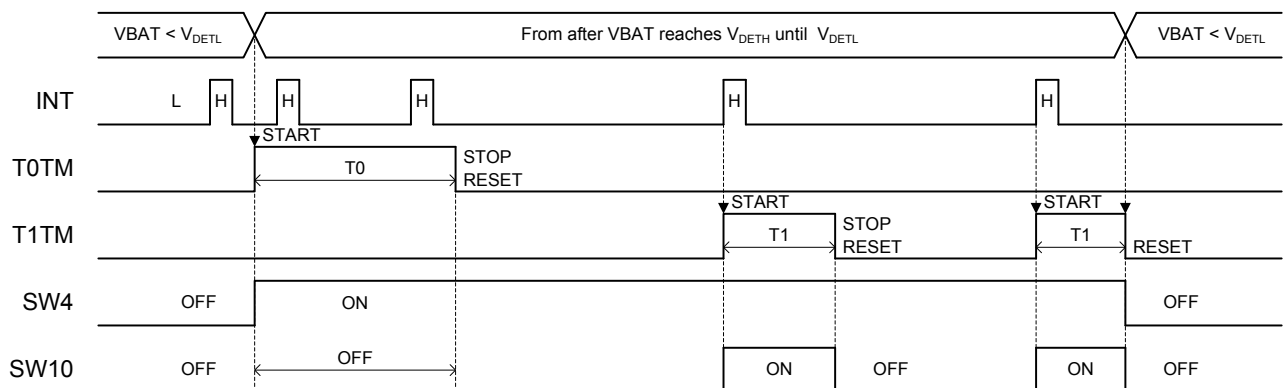 VBAT < VDETL From after VBAT reaches VDETH until VDETL VBAT < VDETL
INT L H H H H H
START
T0TM T0 STOP
RESET
START START
T1TM T1 STOP T1
RESET RESET
SW4 OFF ON OFF
SW10 OFF OFF ON OFF ON OFF